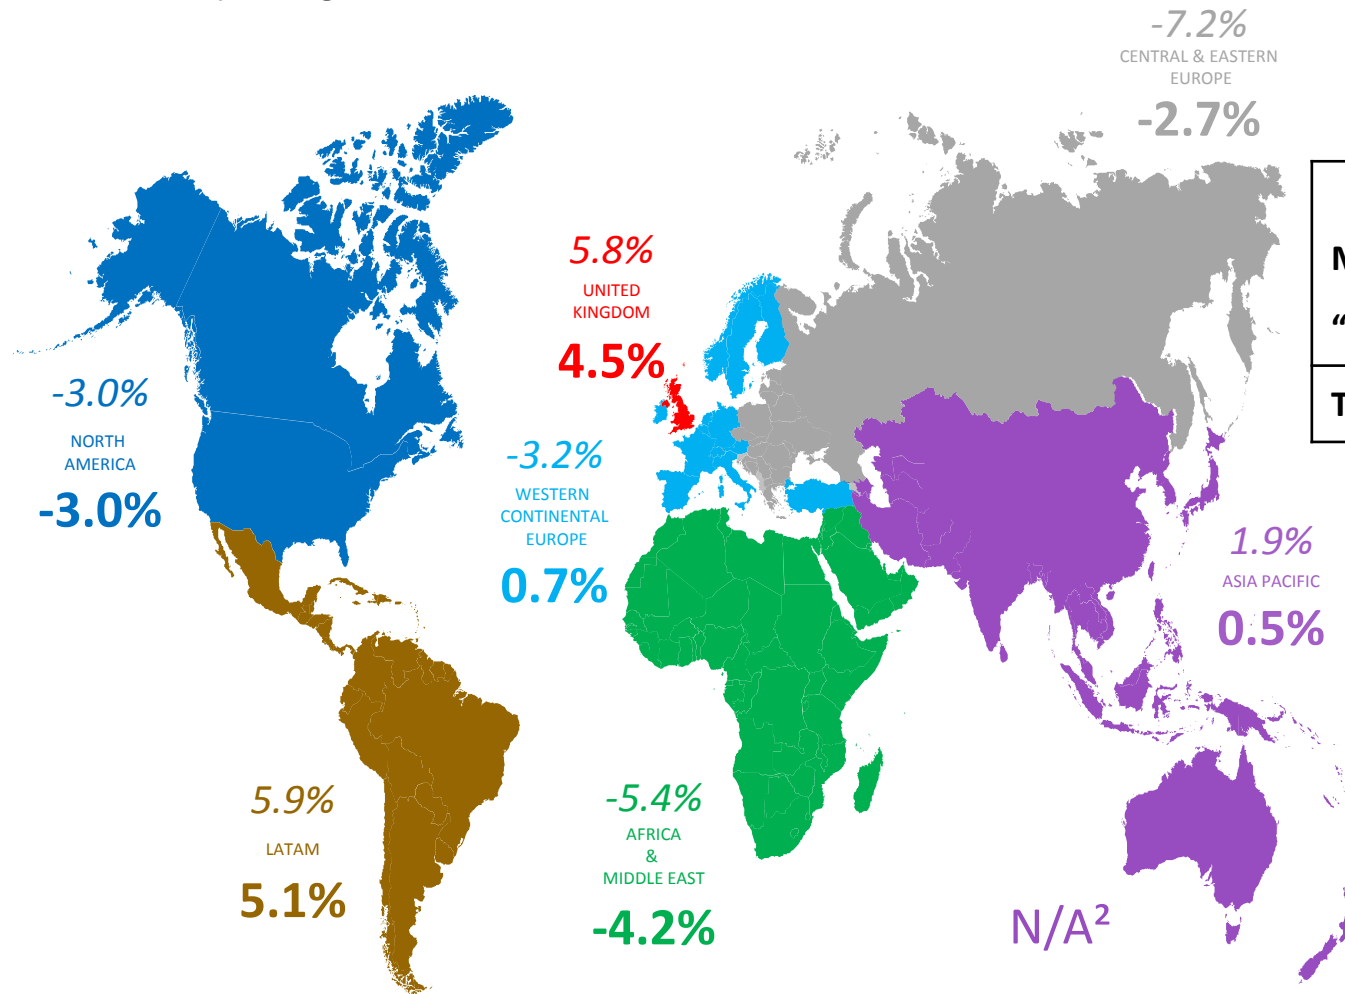 -7.2%
CENTRAL & EASTERN
EUROPE
-2.7%
5.8%
UNITED
KINGDOM
4.5%
-3.0%
NORTH
AMERICA
-3.0%
-3.2%
WESTERN
CONTINENTAL
EUROPE
0.7%
1.9%
ASIA PACIFIC
0.5%
5.9%
LATAM
5.1%
-5.4%
AFRICA
&
MIDDLE EAST
-4.2%
N/A²